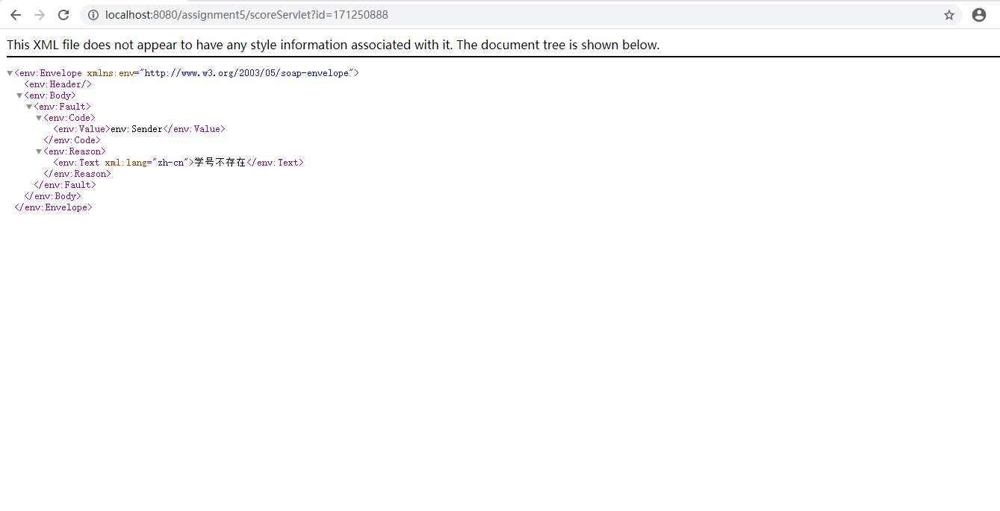 localhost:8080/assignment5/scoreServlet?id=171250888
This XML file does not appear to have any style information associated with it. The document tree is shown below.
<env:Envelope xmlns:env="http://www.w3.org/2003/05/soap-envelope">
<env:Header/>
<env:Body>
<env:Fault>
<env:Code>
<env:Value>env:Sender</env:Value>
</env:Code>
<env:Reason>
<env:Text xml:lang="zh-cn">学号不存在</env:Text>
</env:Reason>
</env:Fault>
</env:Body>
</env:Envelope>